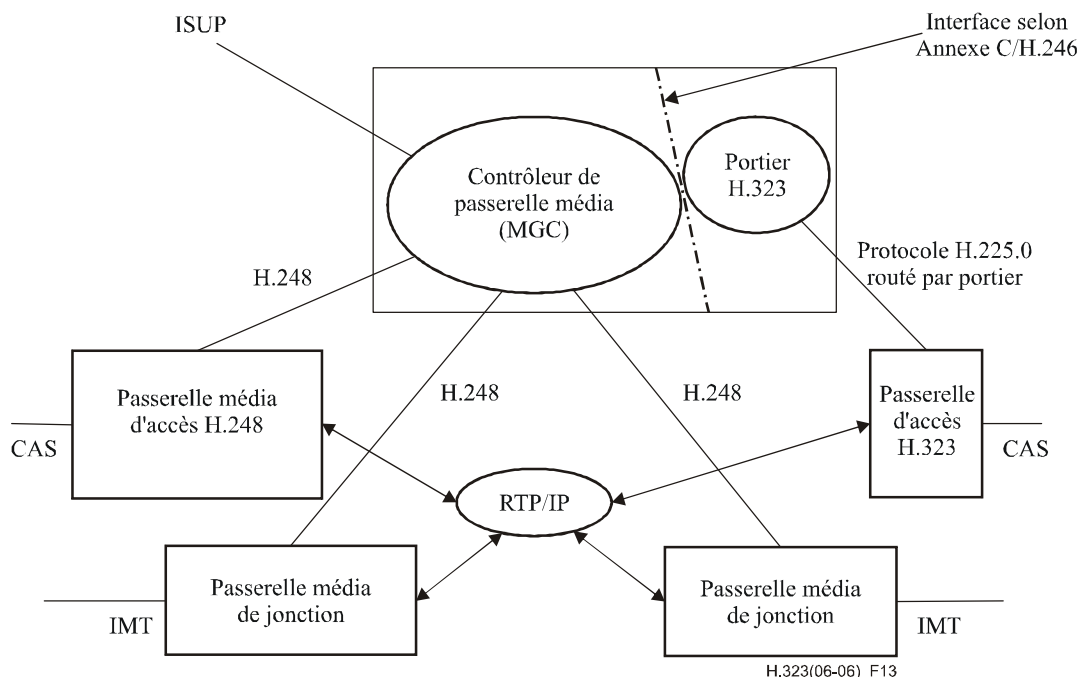 ISUP
Interface selon
Annexe C/H.246
Contrôleur de
passerelle média
(MGC)
Portier
H.323
H.248
Protocole H.225.0
routé par portier
Passerelle média
d'accès H.248
H.248
H.248
Passerelle
d'accès
H.323
CAS
CAS
RTP/IP
Passerelle média
de jonction
Passerelle média
de jonction
IMT
IMT
H.323(06-06)_F13